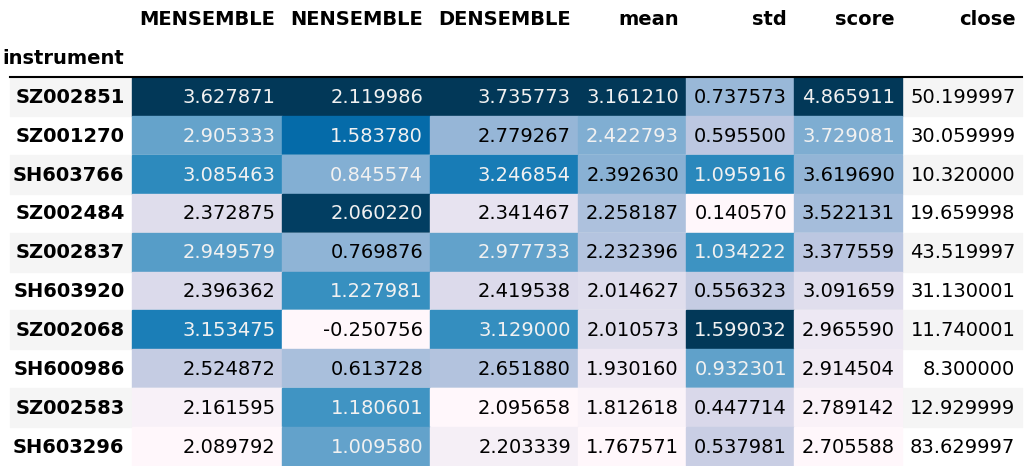 MENSEMBLE NENSEMBLE DENSEMBLE mean std score close
instrument
SZ002851 3.627871 2.119986 3.735773 3.161210 0.737573 4.865911 50.199997
SZ001270 2.905333 1.583780 2.779267 2.422793 0.595500 3.729081 30.059999
SH603766 3.085463 0.845574 3.246854 2.392630 1.095916 3.619690 10.320000
SZ002484 2.372875 2.060220 2.341467 2.258187 0.140570 3.522131 19.659998
SZ002837 2.949579 0.769876 2.977733 2.232396 1.034222 3.377559 43.519997
SH603920 2.396362 1.227981 2.419538 2.014627 0.556323 3.091659 31.130001
SZ002068 3.153475 -0.250756 3.129000 2.010573 1.599032 2.965590 11.740001
SH600986 2.524872 0.613728 2.651880 1.930160 0.932301 2.914504 8.300000
SZ002583 2.161595 1.180601 2.095658 1.812618 0.447714 2.789142 12.929999
SH603296 2.089792 1.009580 2.203339 1.767571 0.537981 2.705588 83.629997